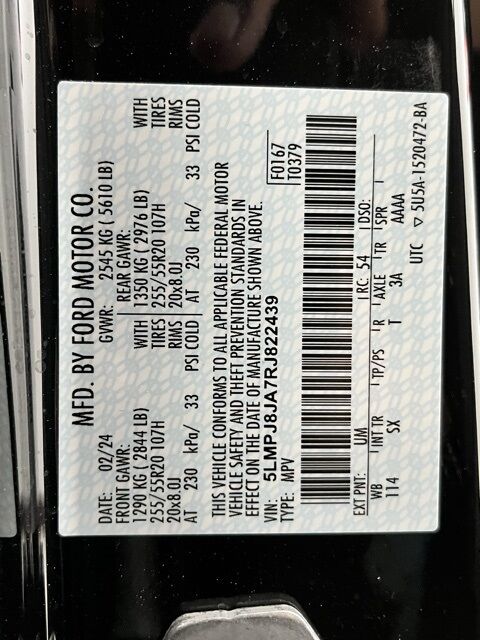 MFD. BY FORD MOTOR CO.
DATE: 02/24 GVWR: 2545 KG ( 5610 LB)
FRONT GAWR: REAR GAWR: WITH
1290 KG ( 2844 LB) 1350 KG ( 2976 LB) TIRES
255/55R20 107H TIRES 255/55R20 107H RIMS
20x8.0J RIMS 20x8.0J PSI COLD
AT 230 kPa/ 33 PSI COLD AT 230 kPa/ 33
WITH
THIS VEHICLE CONFORMS TO ALL APPLICABLE FEDERAL MOTOR
VEHICLE SAFETY AND THEFT PREVENTION STANDARDS IN
EFFECT ON THE DATE OF MANUFACTURE SHOWN ABOVE.
VIN: 5LMPJ8JA7RJ822439 F0167
TYPE: MPV T0379
EXT PNT: UM RC: 54 DSO:
WB INT TR TP/PS R AXLE TR SPR
114 SX T 3A AAAA
UTC ▽ 5U5A-1520472-BA